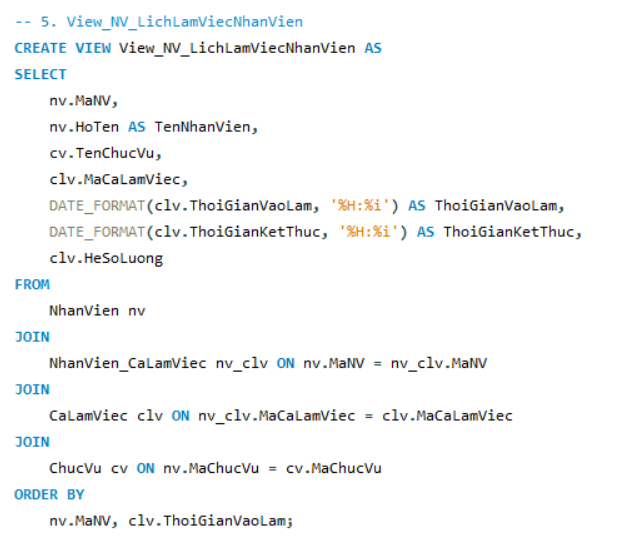 -- 5. View_NV_LichLamViecNhanVien
CREATE VIEW View_NV_LichLamViecNhanVien AS
SELECT
    nv.MaNV,
    nv.HoTen AS TenNhanVien,
    cv.TenChucVu,
    clv.MaCaLamViec,
    DATE_FORMAT(clv.ThoiGianVaoLam, '%H:%i') AS ThoiGianVaoLam,
    DATE_FORMAT(clv.ThoiGianKetThuc, '%H:%i') AS ThoiGianKetThuc,
    clv.HeSoLuong
FROM
    NhanVien nv
JOIN
    NhanVien_CaLamViec nv_clv ON nv.MaNV = nv_clv.MaNV
JOIN
    CaLamViec clv ON nv_clv.MaCaLamViec = clv.MaCaLamViec
JOIN
    ChucVu cv ON nv.MaChucVu = cv.MaChucVu
ORDER BY
    nv.MaNV, clv.ThoiGianVaoLam;